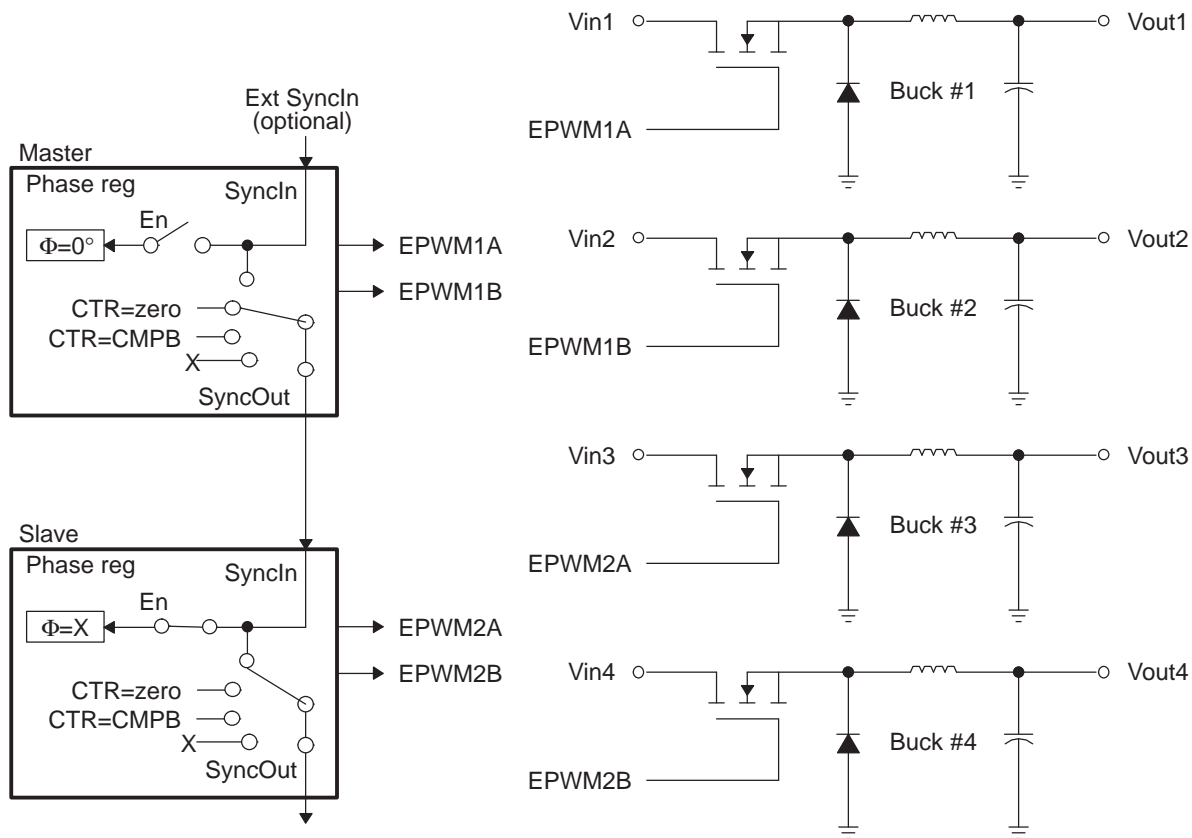 Ext SyncIn
(optional)
Master
Phase reg
SyncIn
En
Φ=0°
EPWM1A
EPWM1B
CTR=zero
CTR=CMPB
X
SyncOut
Slave
Phase reg
SyncIn
En
Φ=X
EPWM2A
EPWM2B
CTR=zero
CTR=CMPB
X
SyncOut
Vin1
Vout1
Buck #1
EPWM1A
Vin2
Vout2
Buck #2
EPWM1B
Vin3
Vout3
Buck #3
EPWM2A
Vin4
Vout4
Buck #4
EPWM2B